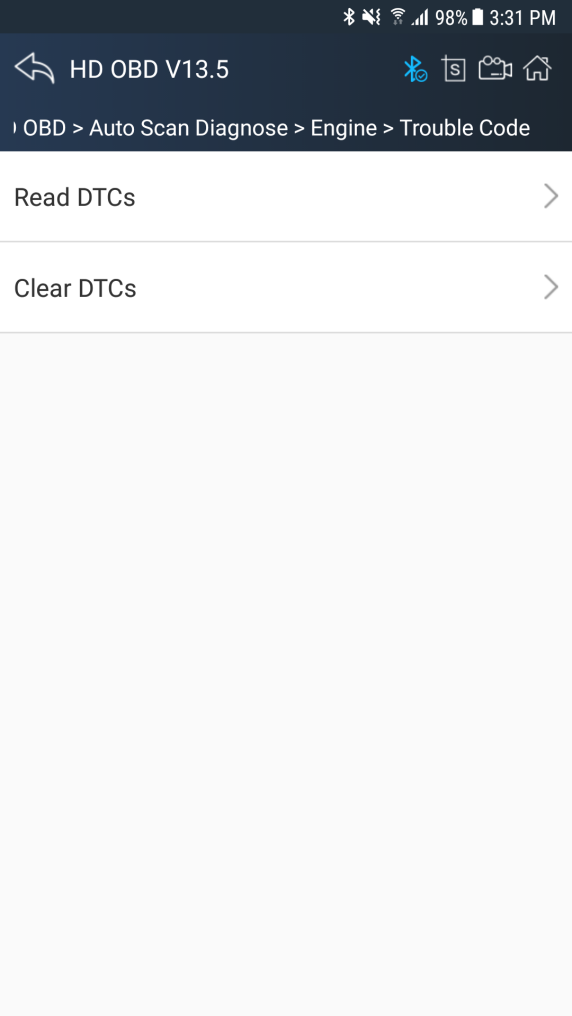 98% 3:31 PM
HD OBD V13.5
S
OBD > Auto Scan Diagnose > Engine > Trouble Code
Read DTCs
Clear DTCs